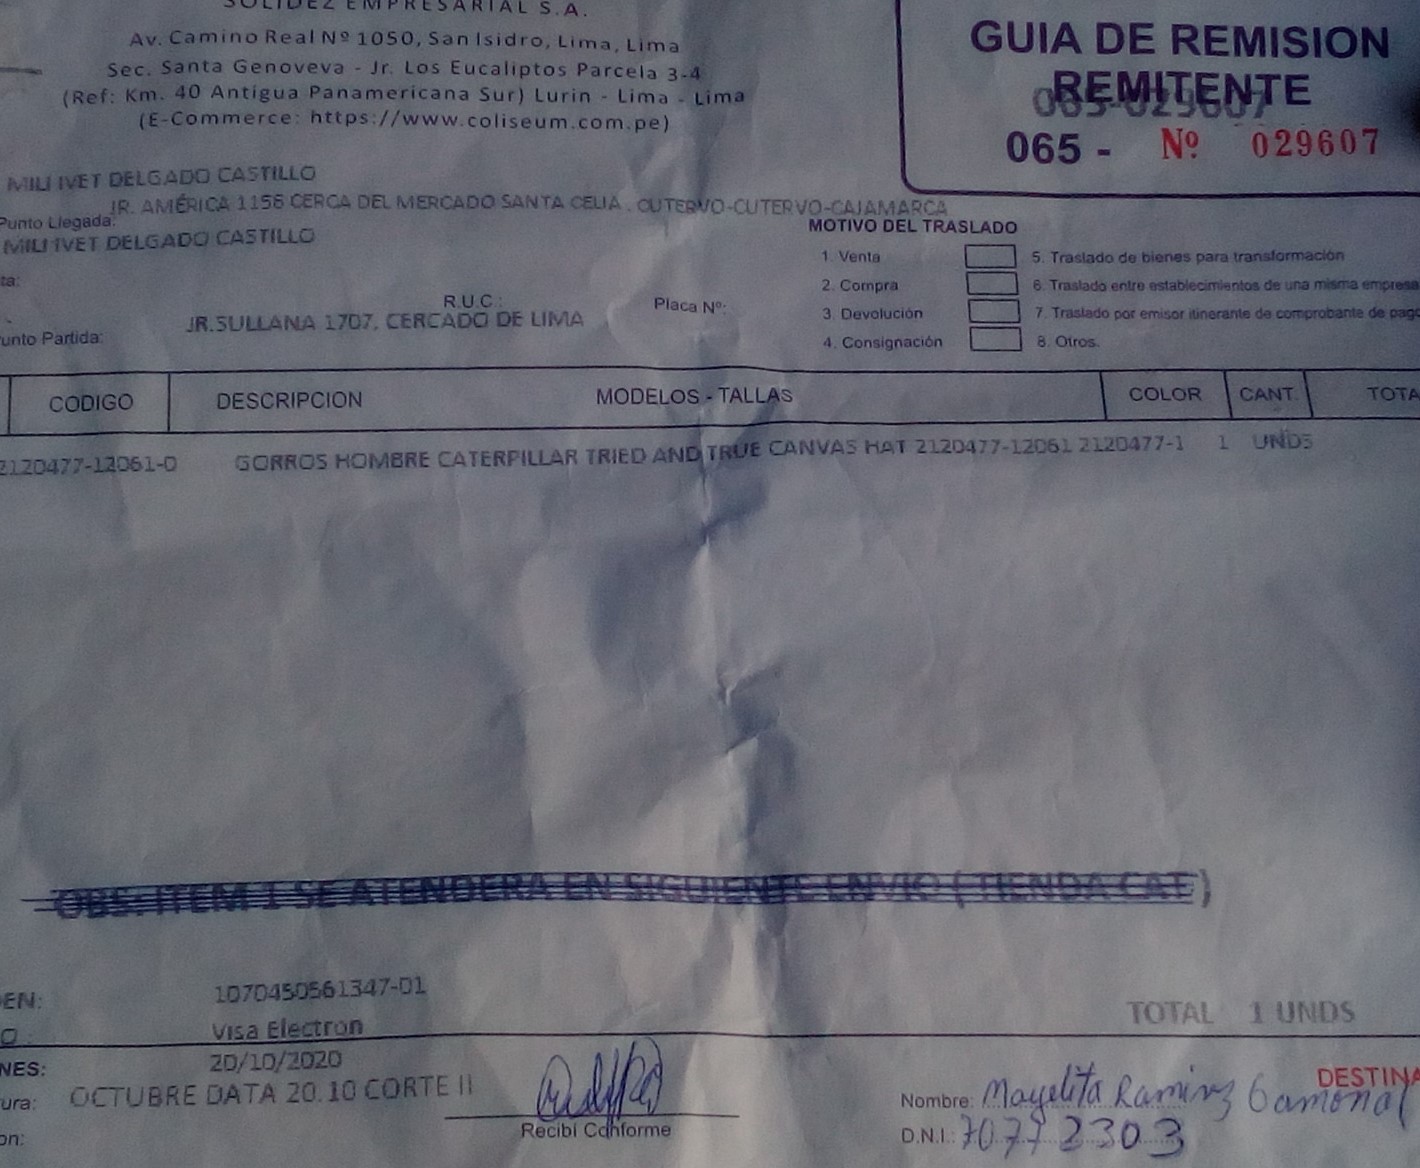 SOLIDEZ EMPRESARIAL S.A.
Av. Camino Real Nº 1050, San Isidro, Lima, Lima
Sec. Santa Genoveva - Jr. Los Eucaliptos Parcela 3-4
(Ref: Km. 40 Antigua Panamericana Sur) Lurin - Lima - Lima
(E-Commerce: https://www.coliseum.com.pe)
GUIA DE REMISION
REMITENTE
065-029607
065 - Nº 029607
MILI IVET DELGADO CASTILLO
JR. AMÉRICA 1156 CERCA DEL MERCADO SANTA CELIA . CUTERVO-CUTERVO-CAJAMARCA
Punto Llegada:
MILI IVET DELGADO CASTILLO
ta:
R.U.C.:
Placa Nº:
JR.SULLANA 1707, CERCADO DE LIMA
unto Partida:
MOTIVO DEL TRASLADO
1. Venta
2. Compra
3. Devolución
4. Consignación
5. Traslado de bienes para transformación
6. Traslado entre establecimientos de una misma empresa
7. Traslado por emisor itinerante de comprobante de pag
8. Otros.
CODIGO DESCRIPCION MODELOS - TALLAS COLOR CANT. TOTA
2120477-12061-0 GORROS HOMBRE CATERPILLAR TRIED AND TRUE CANVAS HAT 2120477-12061 2120477-1 1 UNDS
OBS: ITEM 1 SE ATENDERA EN SIGUIENTE ENVIO ( TIENDA CAT )
EN: 1070450561347-01
TOTAL 1 UNDS
O : Visa Electron
NES: 20/10/2020
ura: OCTUBRE DATA 20.10 CORTE II
on:
Recibí Conforme
DESTINA
Nombre: Mayelita Ramirez Gamonal
D.N.I.: 70772303